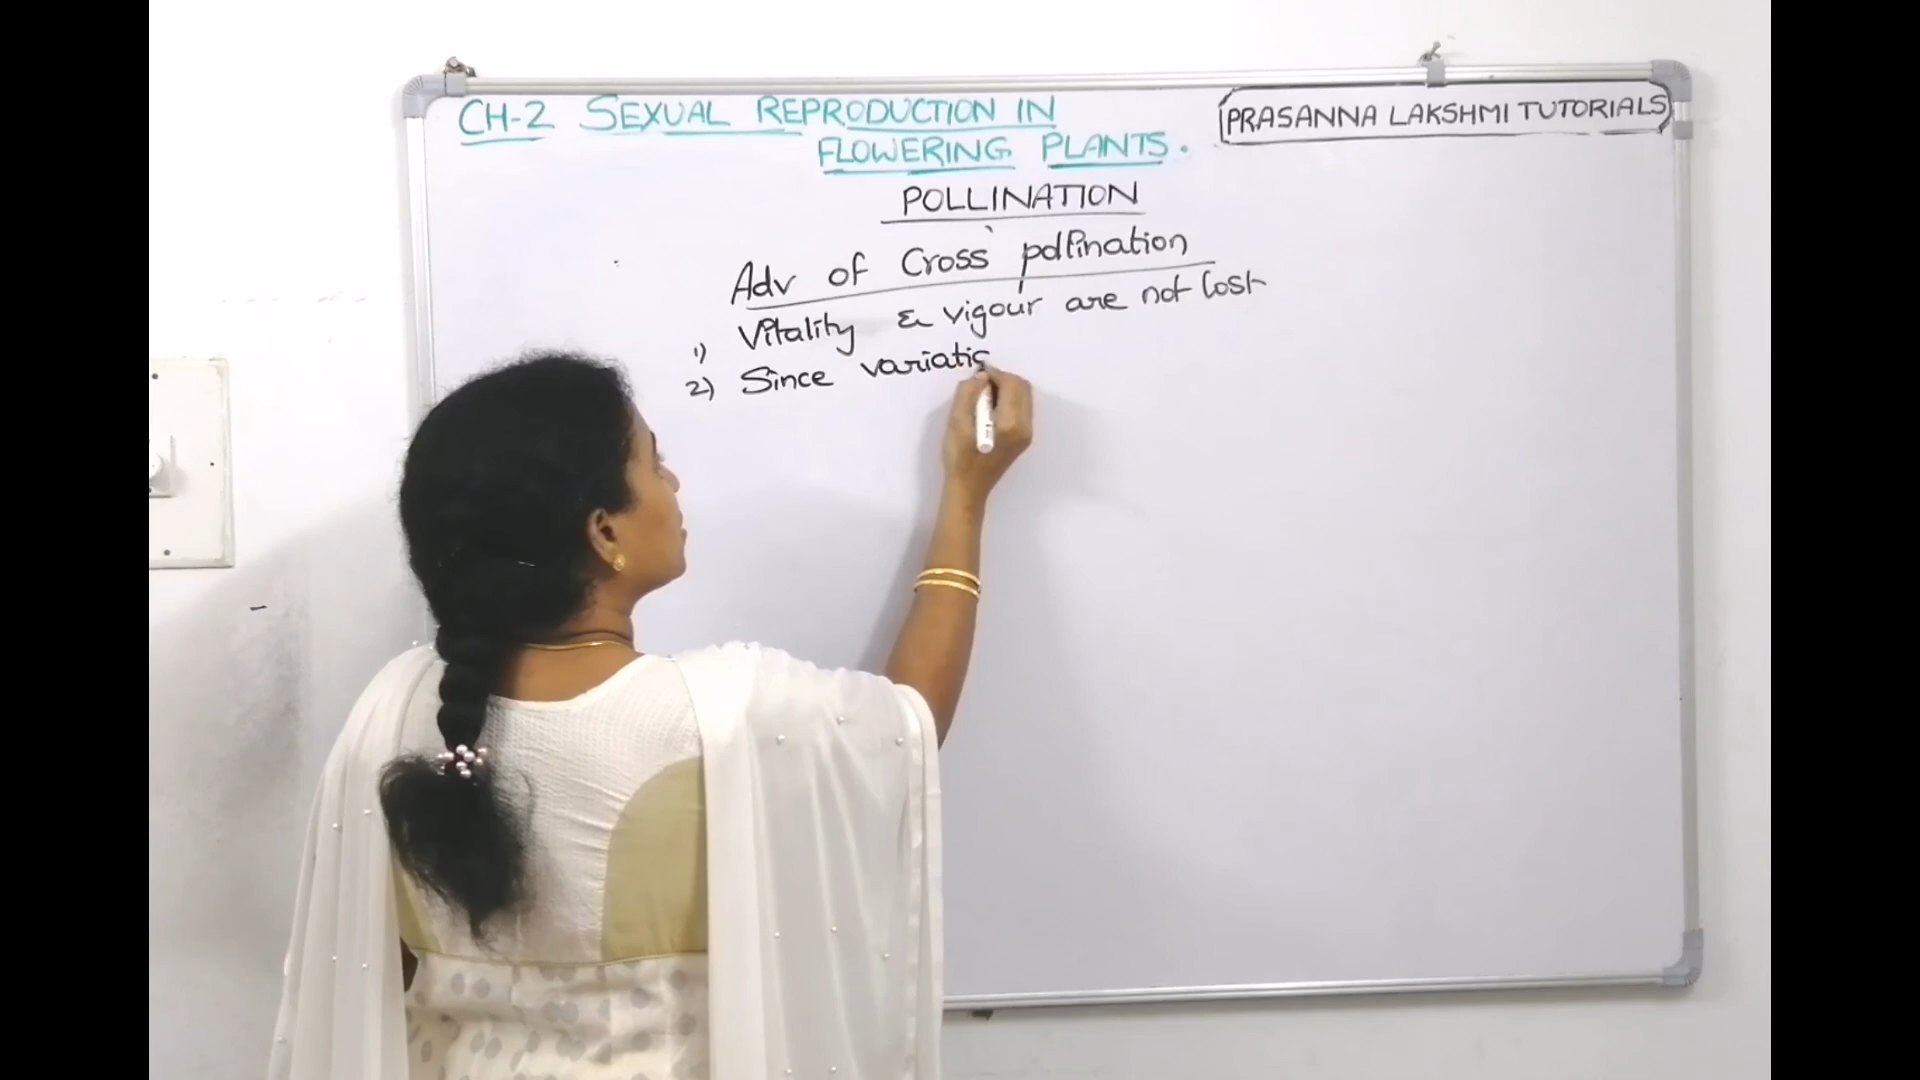 CH-2 SEXUAL REPRODUCTION IN
FLOWERING PLANTS.
PRASANNA LAKSHMI TUTORIALS
POLLINATION
Adv of Cross pollination
1) Vitality & vigour are not lost
2) Since variatio